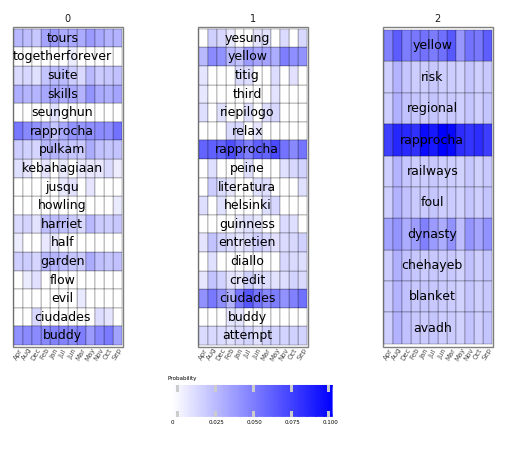 0
1
2
tours
togetherforever
suite
skills
seunghun
rapprocha
pulkam
kebahagiaan
jusqu
howling
harriet
half
garden
flow
evil
ciudades
buddy
Apr Aug Dec Feb Jan Jul Jun Mar May Nov Oct Sep
yesung
yellow
titig
third
riepilogo
relax
rapprocha
peine
literatura
helsinki
guinness
entretien
diallo
credit
ciudades
buddy
attempt
Apr Aug Dec Feb Jan Jul Jun Mar May Nov Oct Sep
yellow
risk
regional
rapprocha
railways
foul
dynasty
chehayeb
blanket
avadh
Apr Aug Dec Feb Jan Jul Jun Mar May Nov Oct Sep
Probability
0 0.025 0.050 0.075 0.100